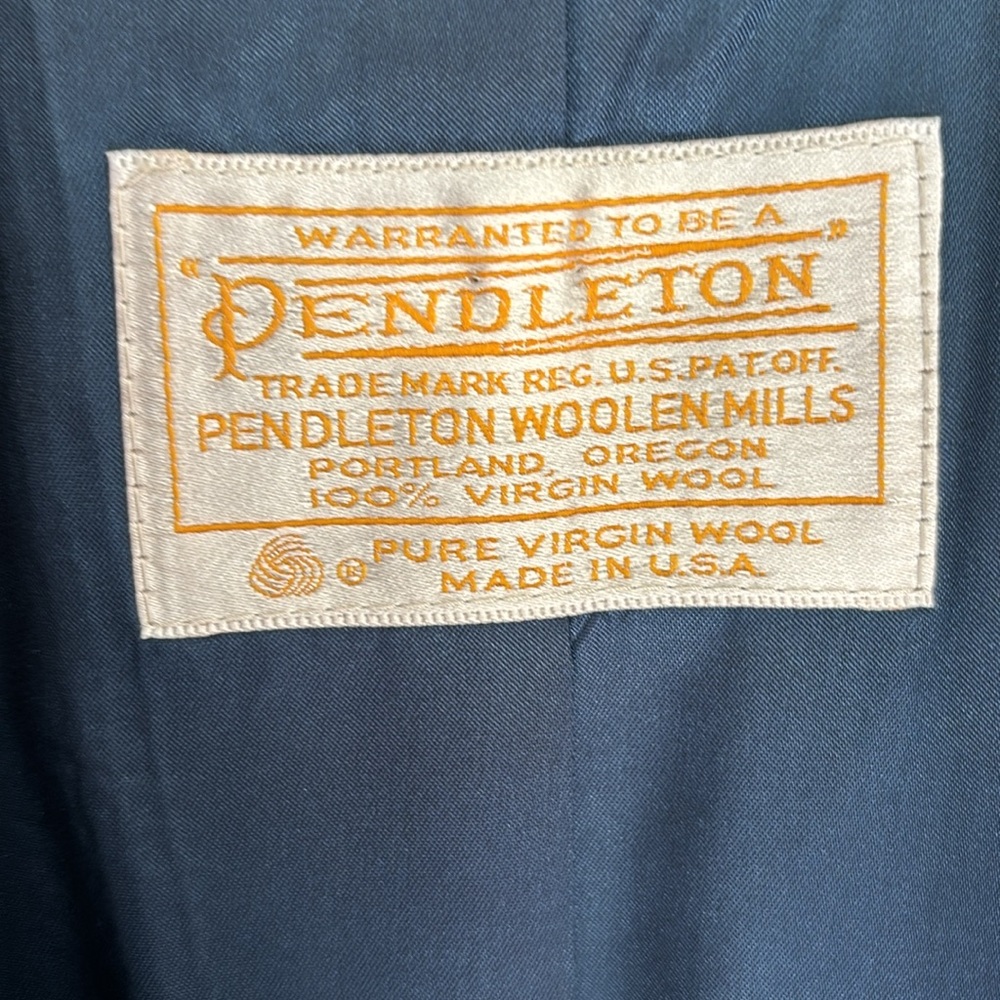 WARRANTED TO BE A
"PENDLETON"
TRADE MARK REG. U.S. PAT. OFF.
PENDLETON WOOLEN MILLS
PORTLAND, OREGON
100% VIRGIN WOOL
® PURE VIRGIN WOOL
MADE IN U.S.A.